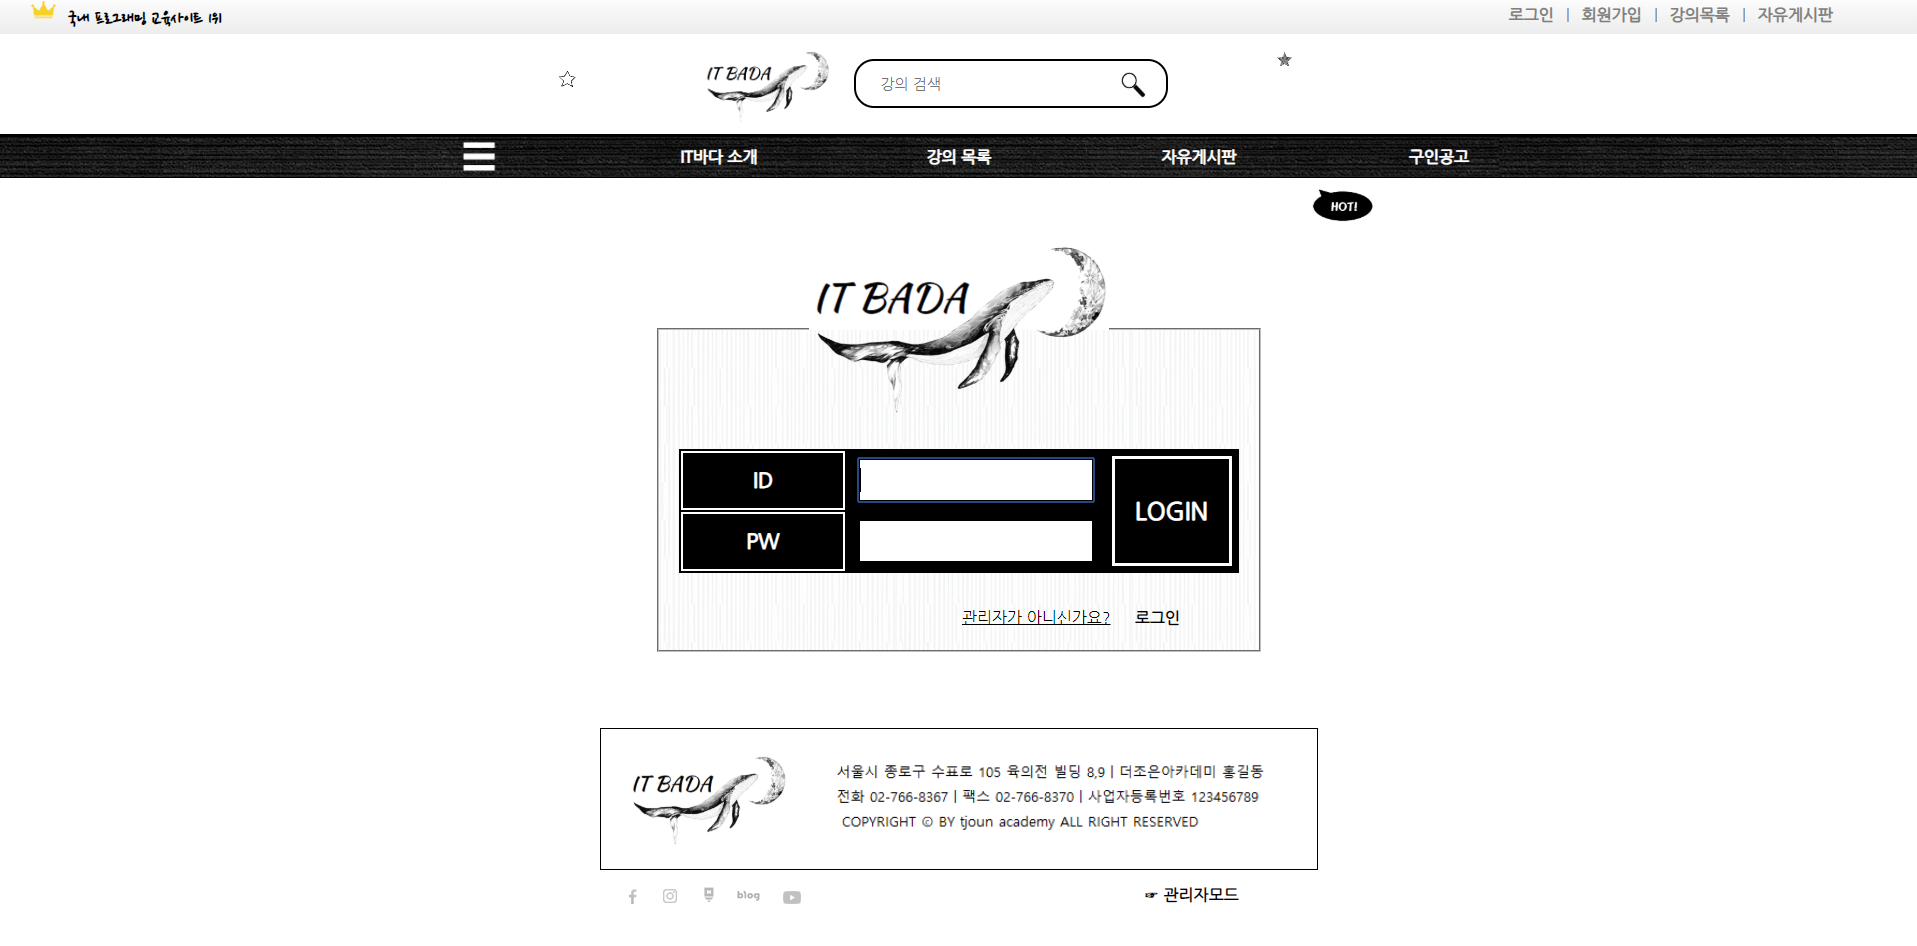 국내 프로그래밍 교육사이트 1위
로그인 | 회원가입 | 강의목록 | 자유게시판
IT BADA
강의 검색
IT바다 소개 강의 목록 자유게시판 구인공고
HOT!
IT BADA
ID
PW
LOGIN
관리자가 아니신가요? 로그인
IT BADA
서울시 종로구 수표로 105 육의전 빌딩 8,9 | 더조은아카데미 홍길동
전화 02-766-8367 | 팩스 02-766-8370 | 사업자등록번호 123456789
COPYRIGHT © BY tjoun academy ALL RIGHT RESERVED
blog
☞ 관리자모드